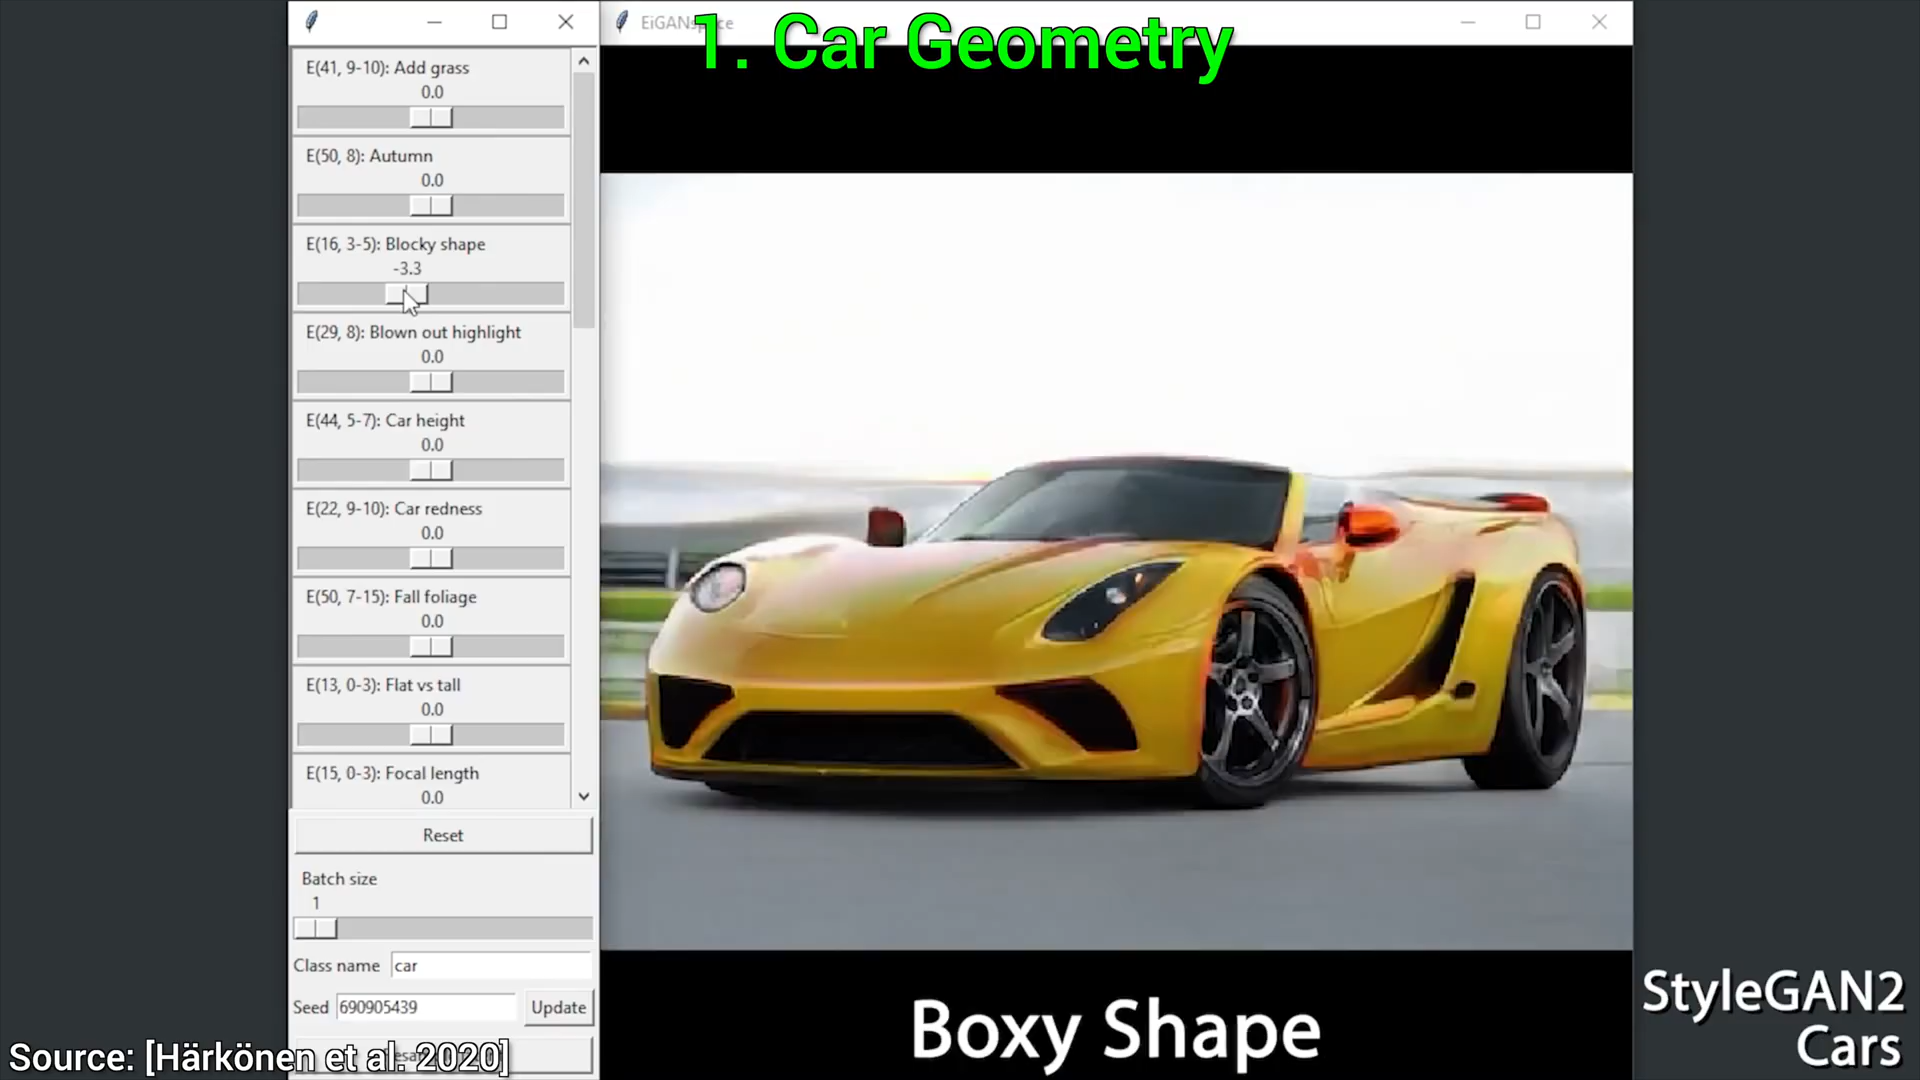 EiGANspace
1. Car Geometry
E(41, 9-10): Add grass
0.0
E(50, 8): Autumn
0.0
E(16, 3-5): Blocky shape
-3.3
E(29, 8): Blown out highlight
0.0
E(44, 5-7): Car height
0.0
E(22, 9-10): Car redness
0.0
E(50, 7-15): Fall foliage
0.0
E(13, 0-3): Flat vs tall
0.0
E(15, 0-3): Focal length
0.0
Reset
Batch size
1
Class name car
Seed 690905439 Update
Source: [Härkönen et al. 2020]
Boxy Shape
StyleGAN2
Cars